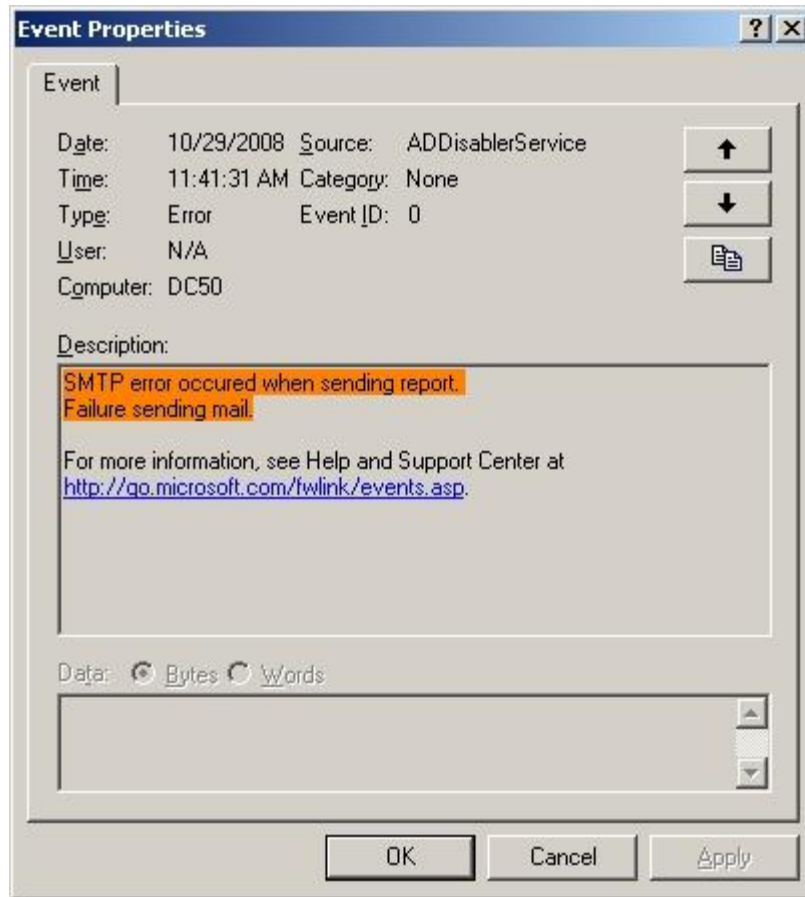 Event Properties
Event
Date: 10/29/2008 Source: ADDisablerService
Time: 11:41:31 AM Category: None
Type: Error Event ID: 0
User: N/A
Computer: DC50
Description:
SMTP error occured when sending report.
Failure sending mail.
For more information, see Help and Support Center at
http://go.microsoft.com/fwlink/events.asp.
Data: Bytes Words
OK Cancel Apply